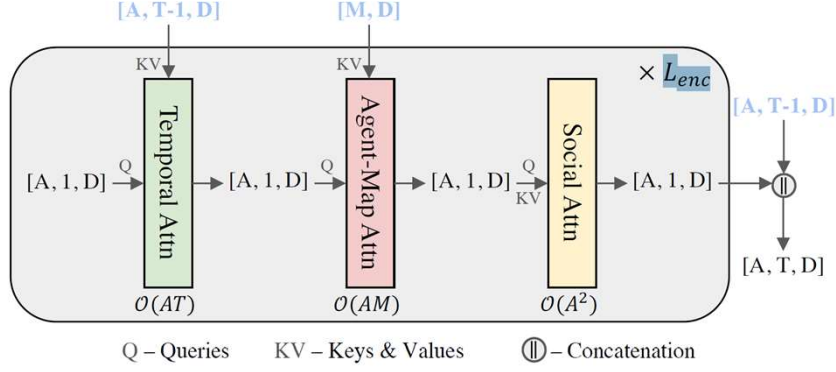 [A, T-1, D] [M, D]
KV KV × L_enc
[A, T-1, D]
Temporal Attn
Agent-Map Attn
Social Attn
Q Q Q
[A, 1, D] [A, 1, D] [A, 1, D] [A, 1, D] ||
KV
[A, T, D]
O(AT) O(AM) O(A²)
Q – Queries KV – Keys & Values || – Concatenation